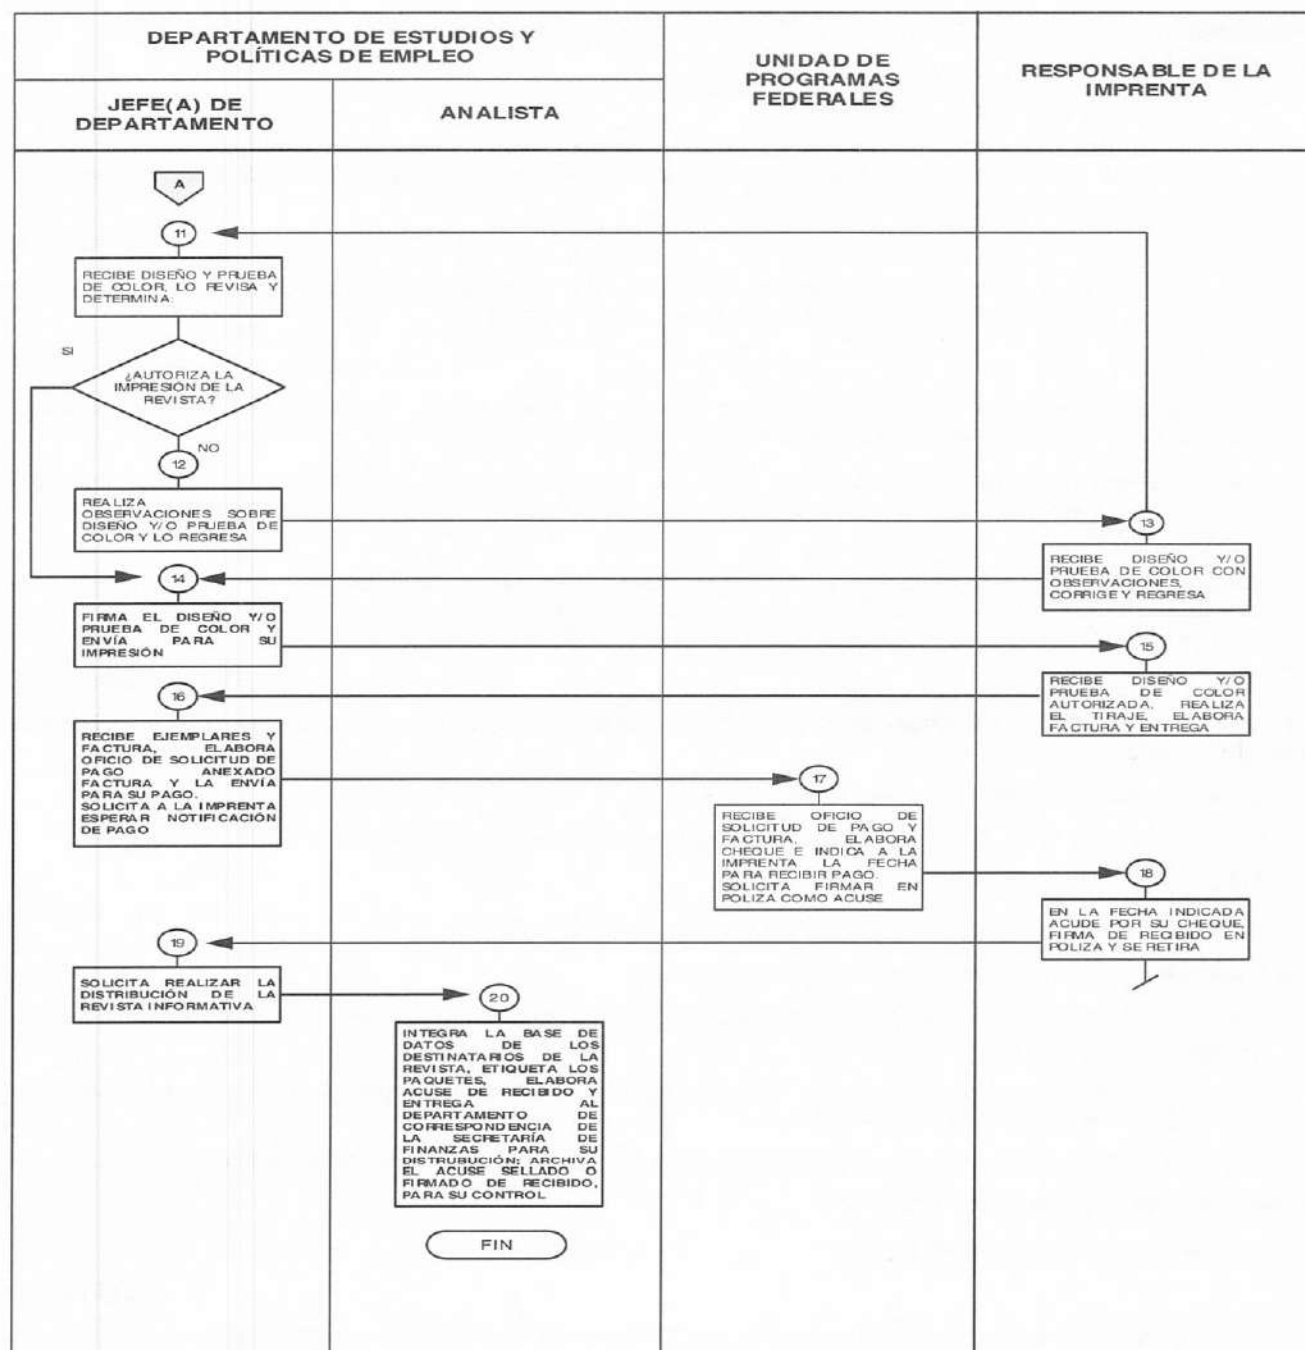 DEPARTAMENTO DE ESTUDIOS Y
POLÍTICAS DE EMPLEO
UNIDAD DE
PROGRAMAS
FEDERALES
RESPONSABLE DE LA
IMPRENTA
JEFE(A) DE
DEPARTAMENTO
ANALISTA
A
11
RECIBE DISEÑO Y PRUEBA
DE COLOR, LO REVISA Y
DETERMINA:
SI
¿AUTORIZA LA
IMPRESIÓN DE LA
REVISTA?
NO
12
REALIZA
OBSERVACIONES SOBRE
DISEÑO Y/O PRUEBA DE
COLOR Y LO REGRESA
13
RECIBE DISEÑO Y/O
PRUEBA DE COLOR CON
OBSERVACIONES,
CORRIGE Y REGRESA
14
FIRMA EL DISEÑO Y/O
PRUEBA DE COLOR Y
ENVÍA PARA SU
IMPRESIÓN
15
RECIBE DISEÑO Y/O
PRUEBA DE COLOR
AUTORIZADA, REALIZA
EL TIRAJE, ELABORA
FACTURA Y ENTREGA
16
RECIBE EJEMPLARES Y
FACTURA, ELABORA
OFICIO DE SOLICITUD DE
PAGO ANEXADO
FACTURA Y LA ENVÍA
PARA SU PAGO.
SOLICITA A LA IMPRENTA
ESPERAR NOTIFICACIÓN
DE PAGO
17
RECIBE OFICIO DE
SOLICITUD DE PAGO Y
FACTURA, ELABORA
CHEQUE E INDICA A LA
IMPRENTA LA FECHA
PARA RECIBIR PAGO.
SOLICITA FIRMAR EN
POLIZA COMO ACUSE
18
EN LA FECHA INDICADA
ACUDE POR SU CHEQUE,
FIRMA DE RECIBIDO EN
POLIZA Y SE RETIRA
19
SOLICITA REALIZAR LA
DISTRIBUCIÓN DE LA
REVISTA INFORMATIVA
20
INTEGRA LA BASE DE
DATOS DE LOS
DESTINATARIOS DE LA
REVISTA, ETIQUETA LOS
PAQUETES, ELABORA
ACUSE DE RECIBIDO Y
ENTREGA AL
DEPARTAMENTO DE
CORRESPONDENCIA DE
LA SECRETARÍA DE
FINANZAS PARA SU
DISTRUBUCIÓN; ARCHIVA
EL ACUSE SELLADO O
FIRMADO DE RECIBIDO,
PARA SU CONTROL
FIN